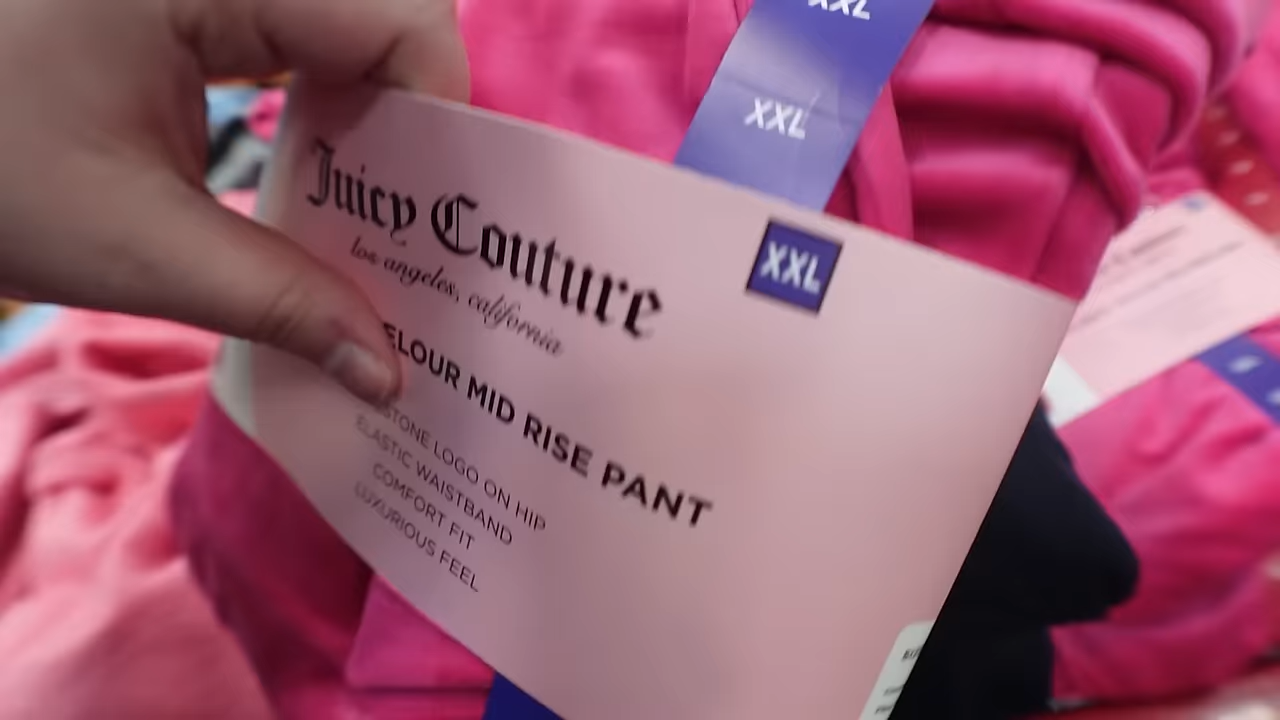 XXL
XXL
Juicy Couture
los angeles, california
XXL
ELOUR MID RISE PANT
STONE LOGO ON HIP
ELASTIC WAISTBAND
COMFORT FIT
LUXURIOUS FEEL